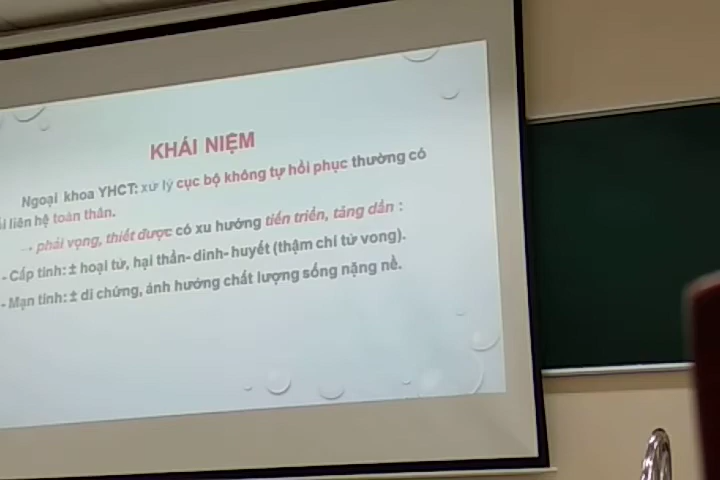 KHÁI NIỆM
Ngoại khoa YHCT: xử lý cục bộ không tự hồi phục thường có
liên hệ toàn thân.
→ phải vọng, thiết được có xu hướng tiến triển, tăng dần :
- Cấp tính: ± hoại tử, hại thần- dinh- huyết (thậm chí tử vong).
- Mạn tính: ± di chứng, ảnh hưởng chất lượng sống nặng nề.